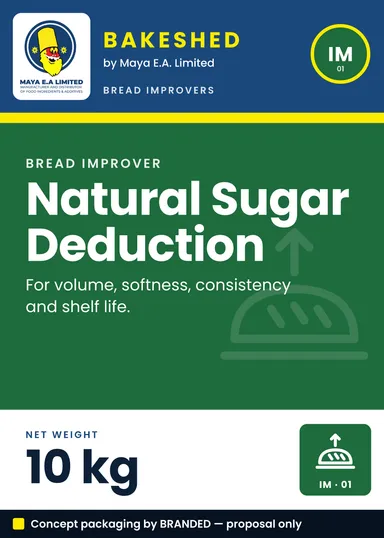 MAYA E.A LIMITED
MANUFACTURER AND DISTRIBUTOR
OF FOOD INGREDIENTS & ADDITIVES
BAKESHED
by Maya E.A. Limited
BREAD IMPROVERS
IM
01
BREAD IMPROVER
Natural Sugar
Deduction
For volume, softness, consistency
and shelf life.
NET WEIGHT
10 kg
IM · 01
Concept packaging by BRANDED — proposal only